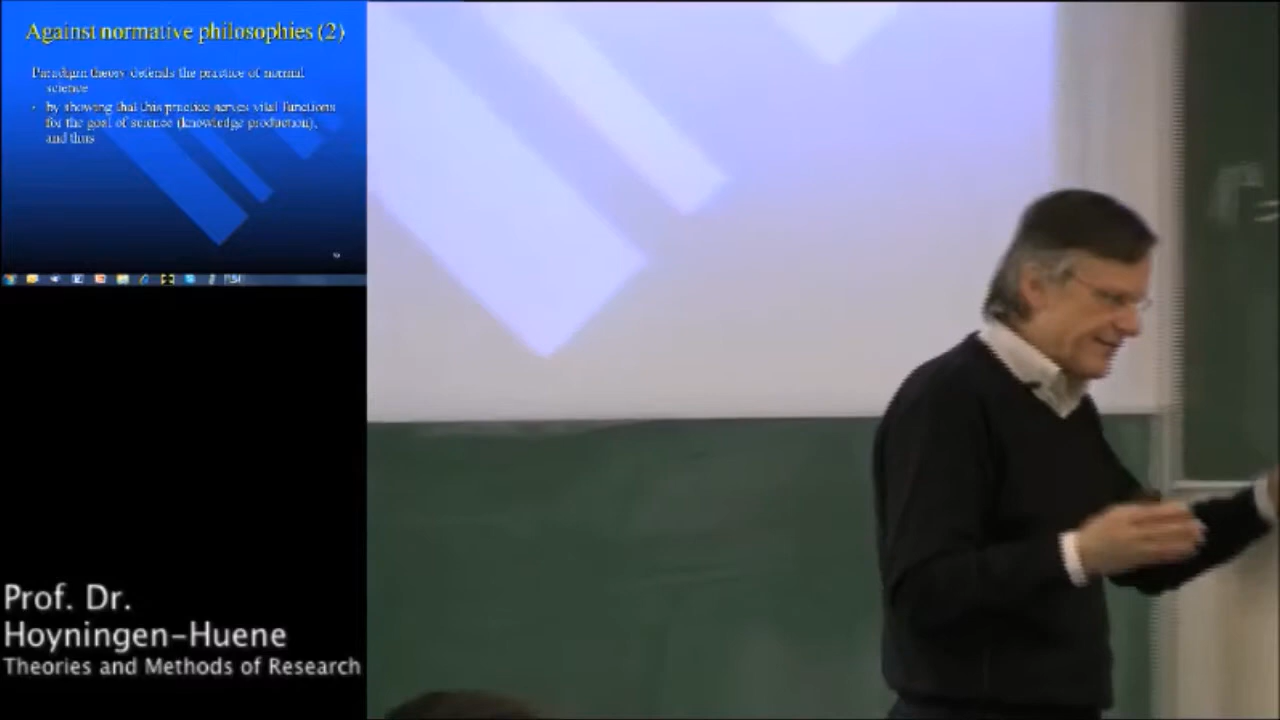 Against normative philosophies (2)
Paradigm theory defends the practice of normal
science
- by showing that this practice serves vital functions
for the goal of science (knowledge production),
and thus
Prof. Dr.
Hoyningen-Huene
Theories and Methods of Research